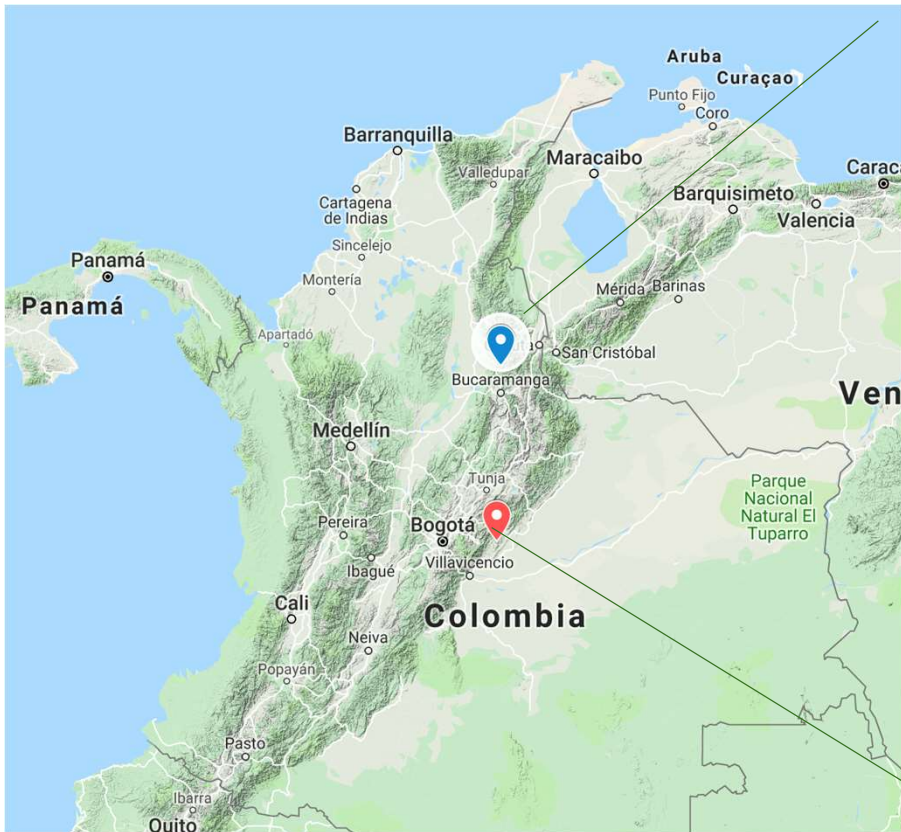 Aruba
Curaçao
Punto Fijo
Coro
Barranquilla
Maracaibo
Caraca
Valledupar
Barquisimeto
Cartagena
de Indias
Valencia
Sincelejo
Panamá
Montería
Mérida
Barinas
Panamá
Apartadó
San Cristóbal
Bucaramanga
Ven
Medellín
Tunja
Parque
Nacional
Natural El
Tuparro
Pereira
Bogotá
Villavicencio
Ibagué
Cali
Colombia
Neiva
Popayán
Pasto
Ibarra
Quito